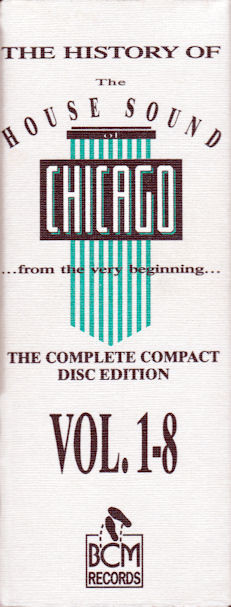 THE HISTORY OF
The
HOUSE SOUND
of
CHICAGO
...from the very beginning...
THE COMPLETE COMPACT
DISC EDITION
VOL. 1-8
BCM
RECORDS